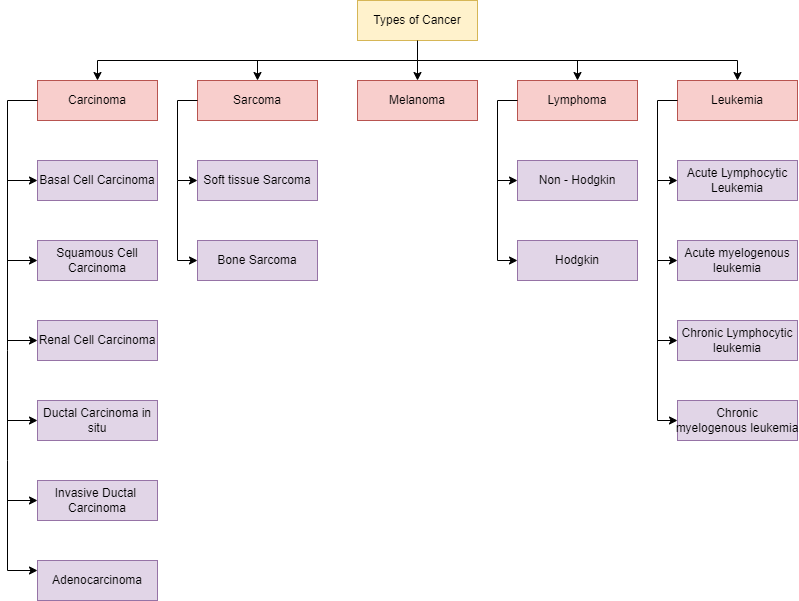 Types of Cancer
Carcinoma
Sarcoma
Melanoma
Lymphoma
Leukemia
Basal Cell Carcinoma
Soft tissue Sarcoma
Non - Hodgkin
Acute Lymphocytic
Leukemia
Squamous Cell
Carcinoma
Bone Sarcoma
Hodgkin
Acute myelogenous
leukemia
Renal Cell Carcinoma
Chronic Lymphocytic
leukemia
Ductal Carcinoma in
situ
Chronic
myelogenous leukemia
Invasive Ductal
Carcinoma
Adenocarcinoma